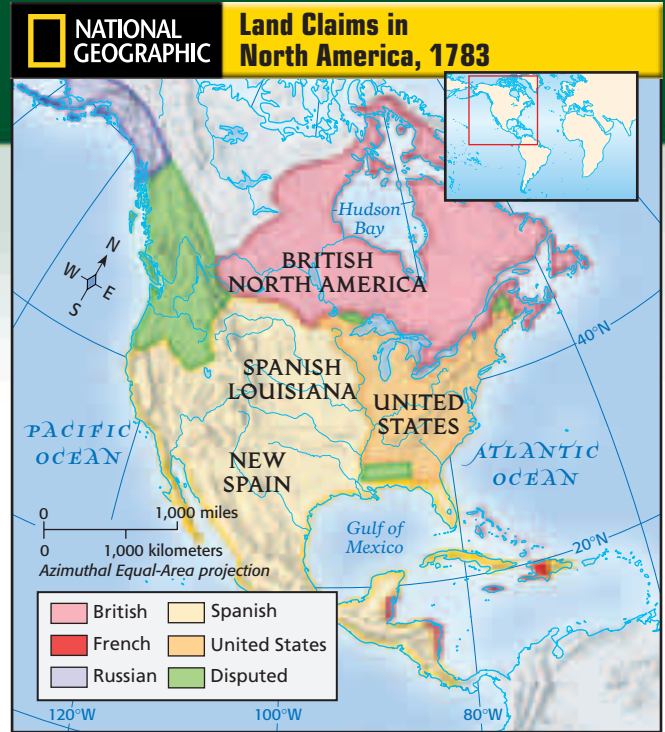 NATIONAL
GEOGRAPHIC
Land Claims in
North America, 1783
Hudson
Bay
N
W
E
S
BRITISH
NORTH AMERICA
40°N
SPANISH
LOUISIANA
UNITED
STATES
PACIFIC
OCEAN
ATLANTIC
OCEAN
NEW
SPAIN
0
1,000 miles
0
1,000 kilometers
Azimuthal Equal-Area projection
Gulf of
Mexico
20°N
British
Spanish
French
United States
Russian
Disputed
120°W
100°W
80°W